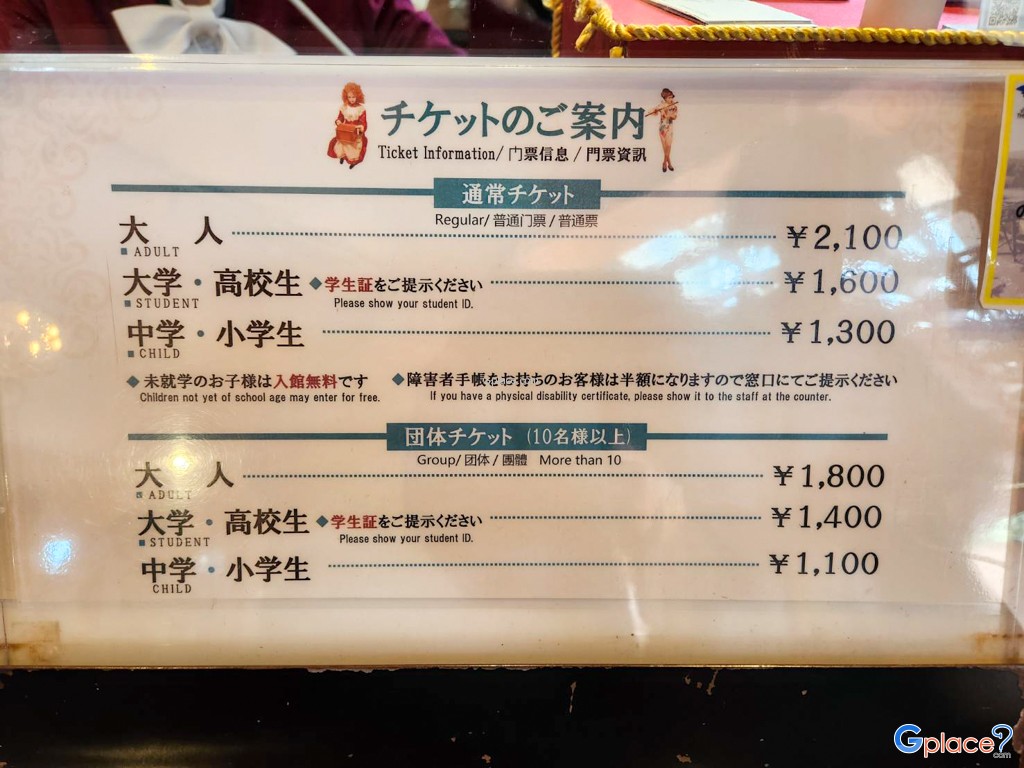 チケットのご案内
Ticket Information/ 门票信息 / 門票資訊
通常チケット
Regular/ 普通门票 / 普通票
大 人 ¥2,100
■ ADULT
大学・高校生 ◆学生証をご提示ください ¥1,600
■ STUDENT Please show your student ID.
中学・小学生 ¥1,300
■ CHILD
◆ 未就学のお子様は入館無料です ◆障害者手帳をお持ちのお客様は半額になりますので窓口にてご提示ください
Children not yet of school age may enter for free. If you have a physical disability certificate, please show it to the staff at the counter.
団体チケット (10名様以上)
Group/ 团体 / 團體 More than 10
大 人 ¥1,800
■ ADULT
大学・高校生 ◆学生証をご提示ください ¥1,400
■ STUDENT Please show your student ID.
中学・小学生 ¥1,100
CHILD
Gplace
.com